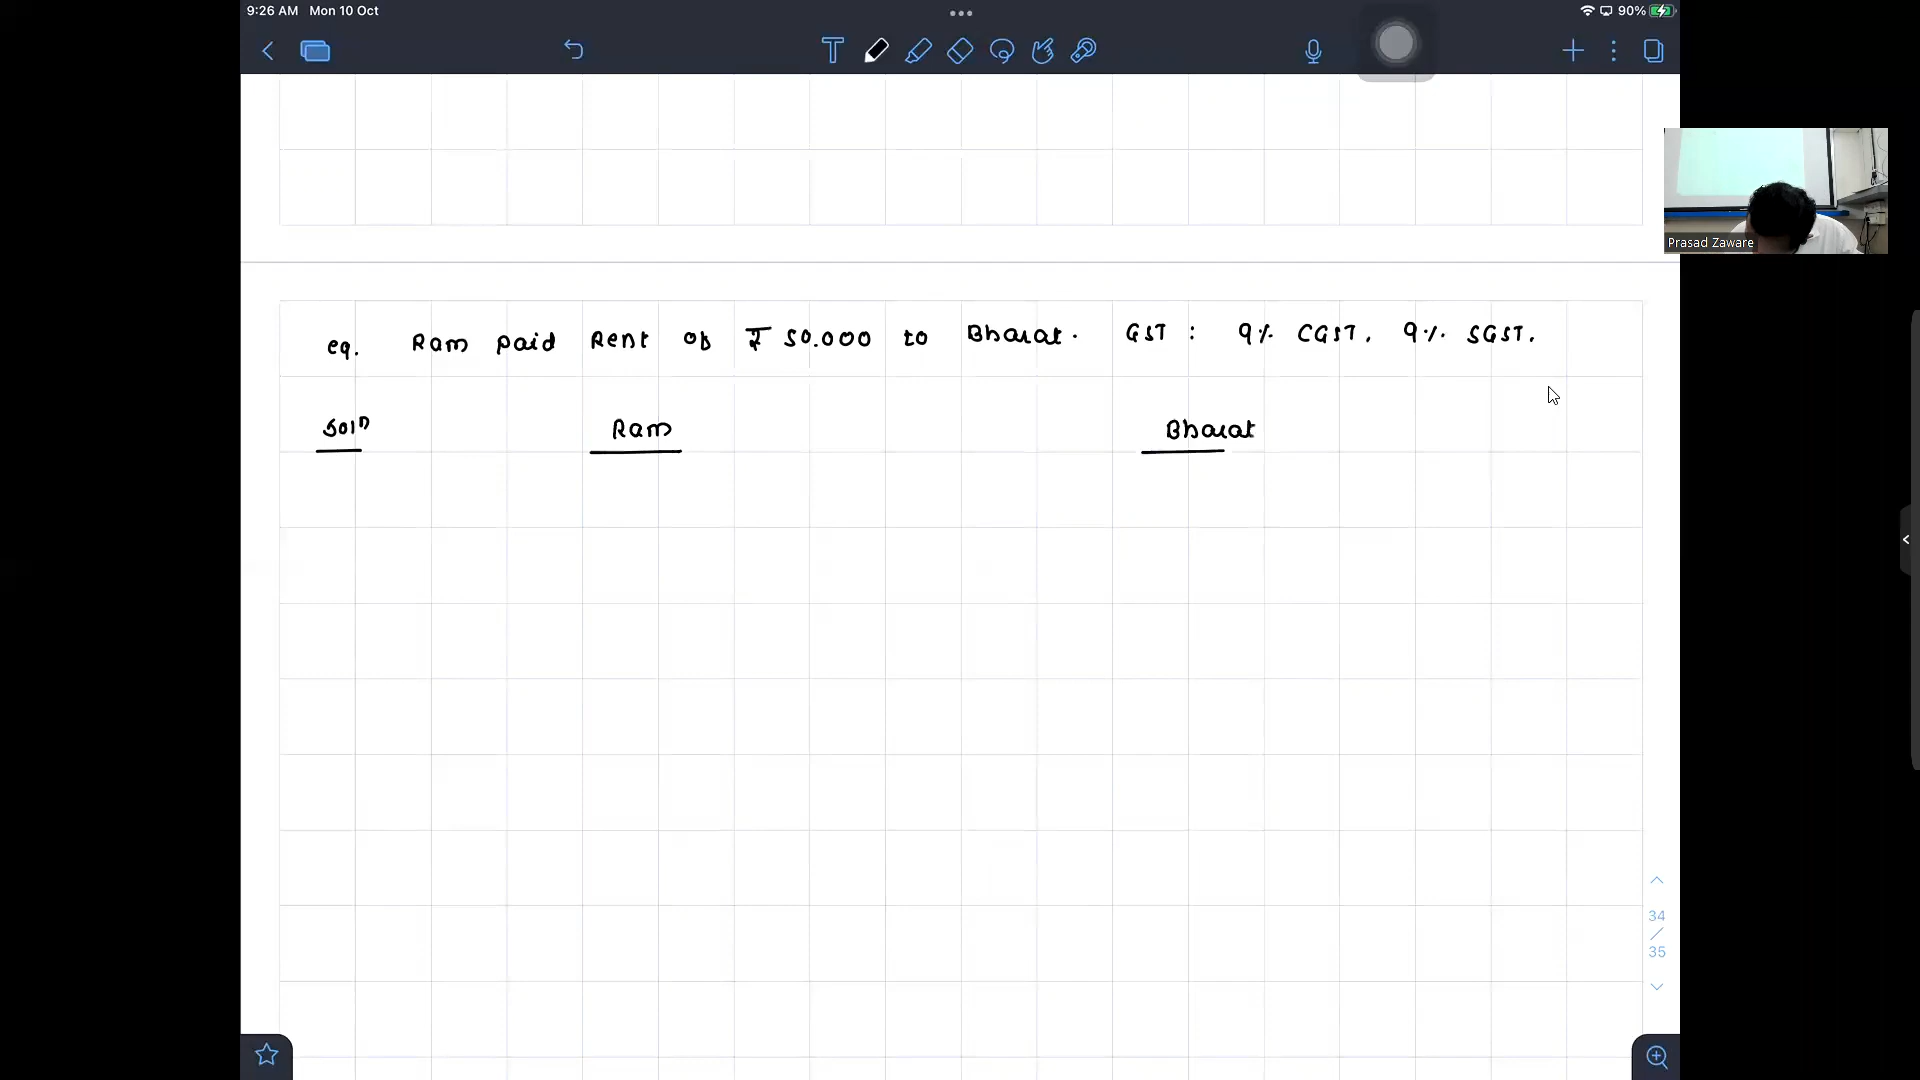 9:26 AM Mon 10 Oct
90%
Prasad Zaware
eg. Ram paid Rent of ₹ 50,000 to Bharat. GST : 9% CGST, 9% SGST.
Solⁿ Ram Bharat
34
/
35